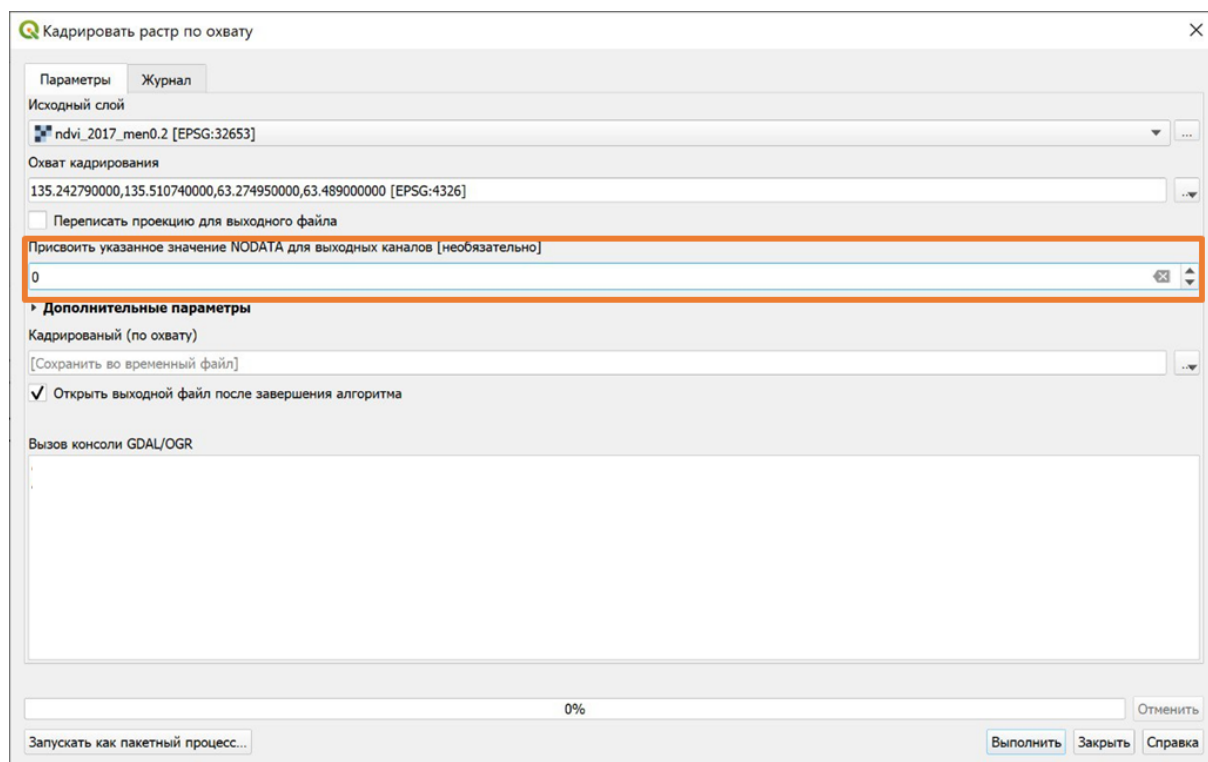 Кадрировать растр по охвату
Параметры Журнал
Исходный слой
ndvi_2017_men0.2 [EPSG:32653]
...
Охват кадрирования
135.242790000,135.510740000,63.274950000,63.489000000 [EPSG:4326]
Переписать проекцию для выходного файла
Присвоить указанное значение NODATA для выходных каналов [необязательно]
0
Дополнительные параметры
Кадрированый (по охвату)
[Сохранить во временный файл]
Открыть выходной файл после завершения алгоритма
Вызов консоли GDAL/OGR
0%
Отменить
Запускать как пакетный процесс...
Выполнить Закрыть Справка